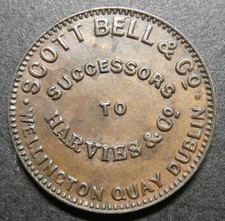 SCOTT BELL & Co.
SUCCESSORS
TO
HARVIES & Co.
WELLINGTON QUAY DUBLIN